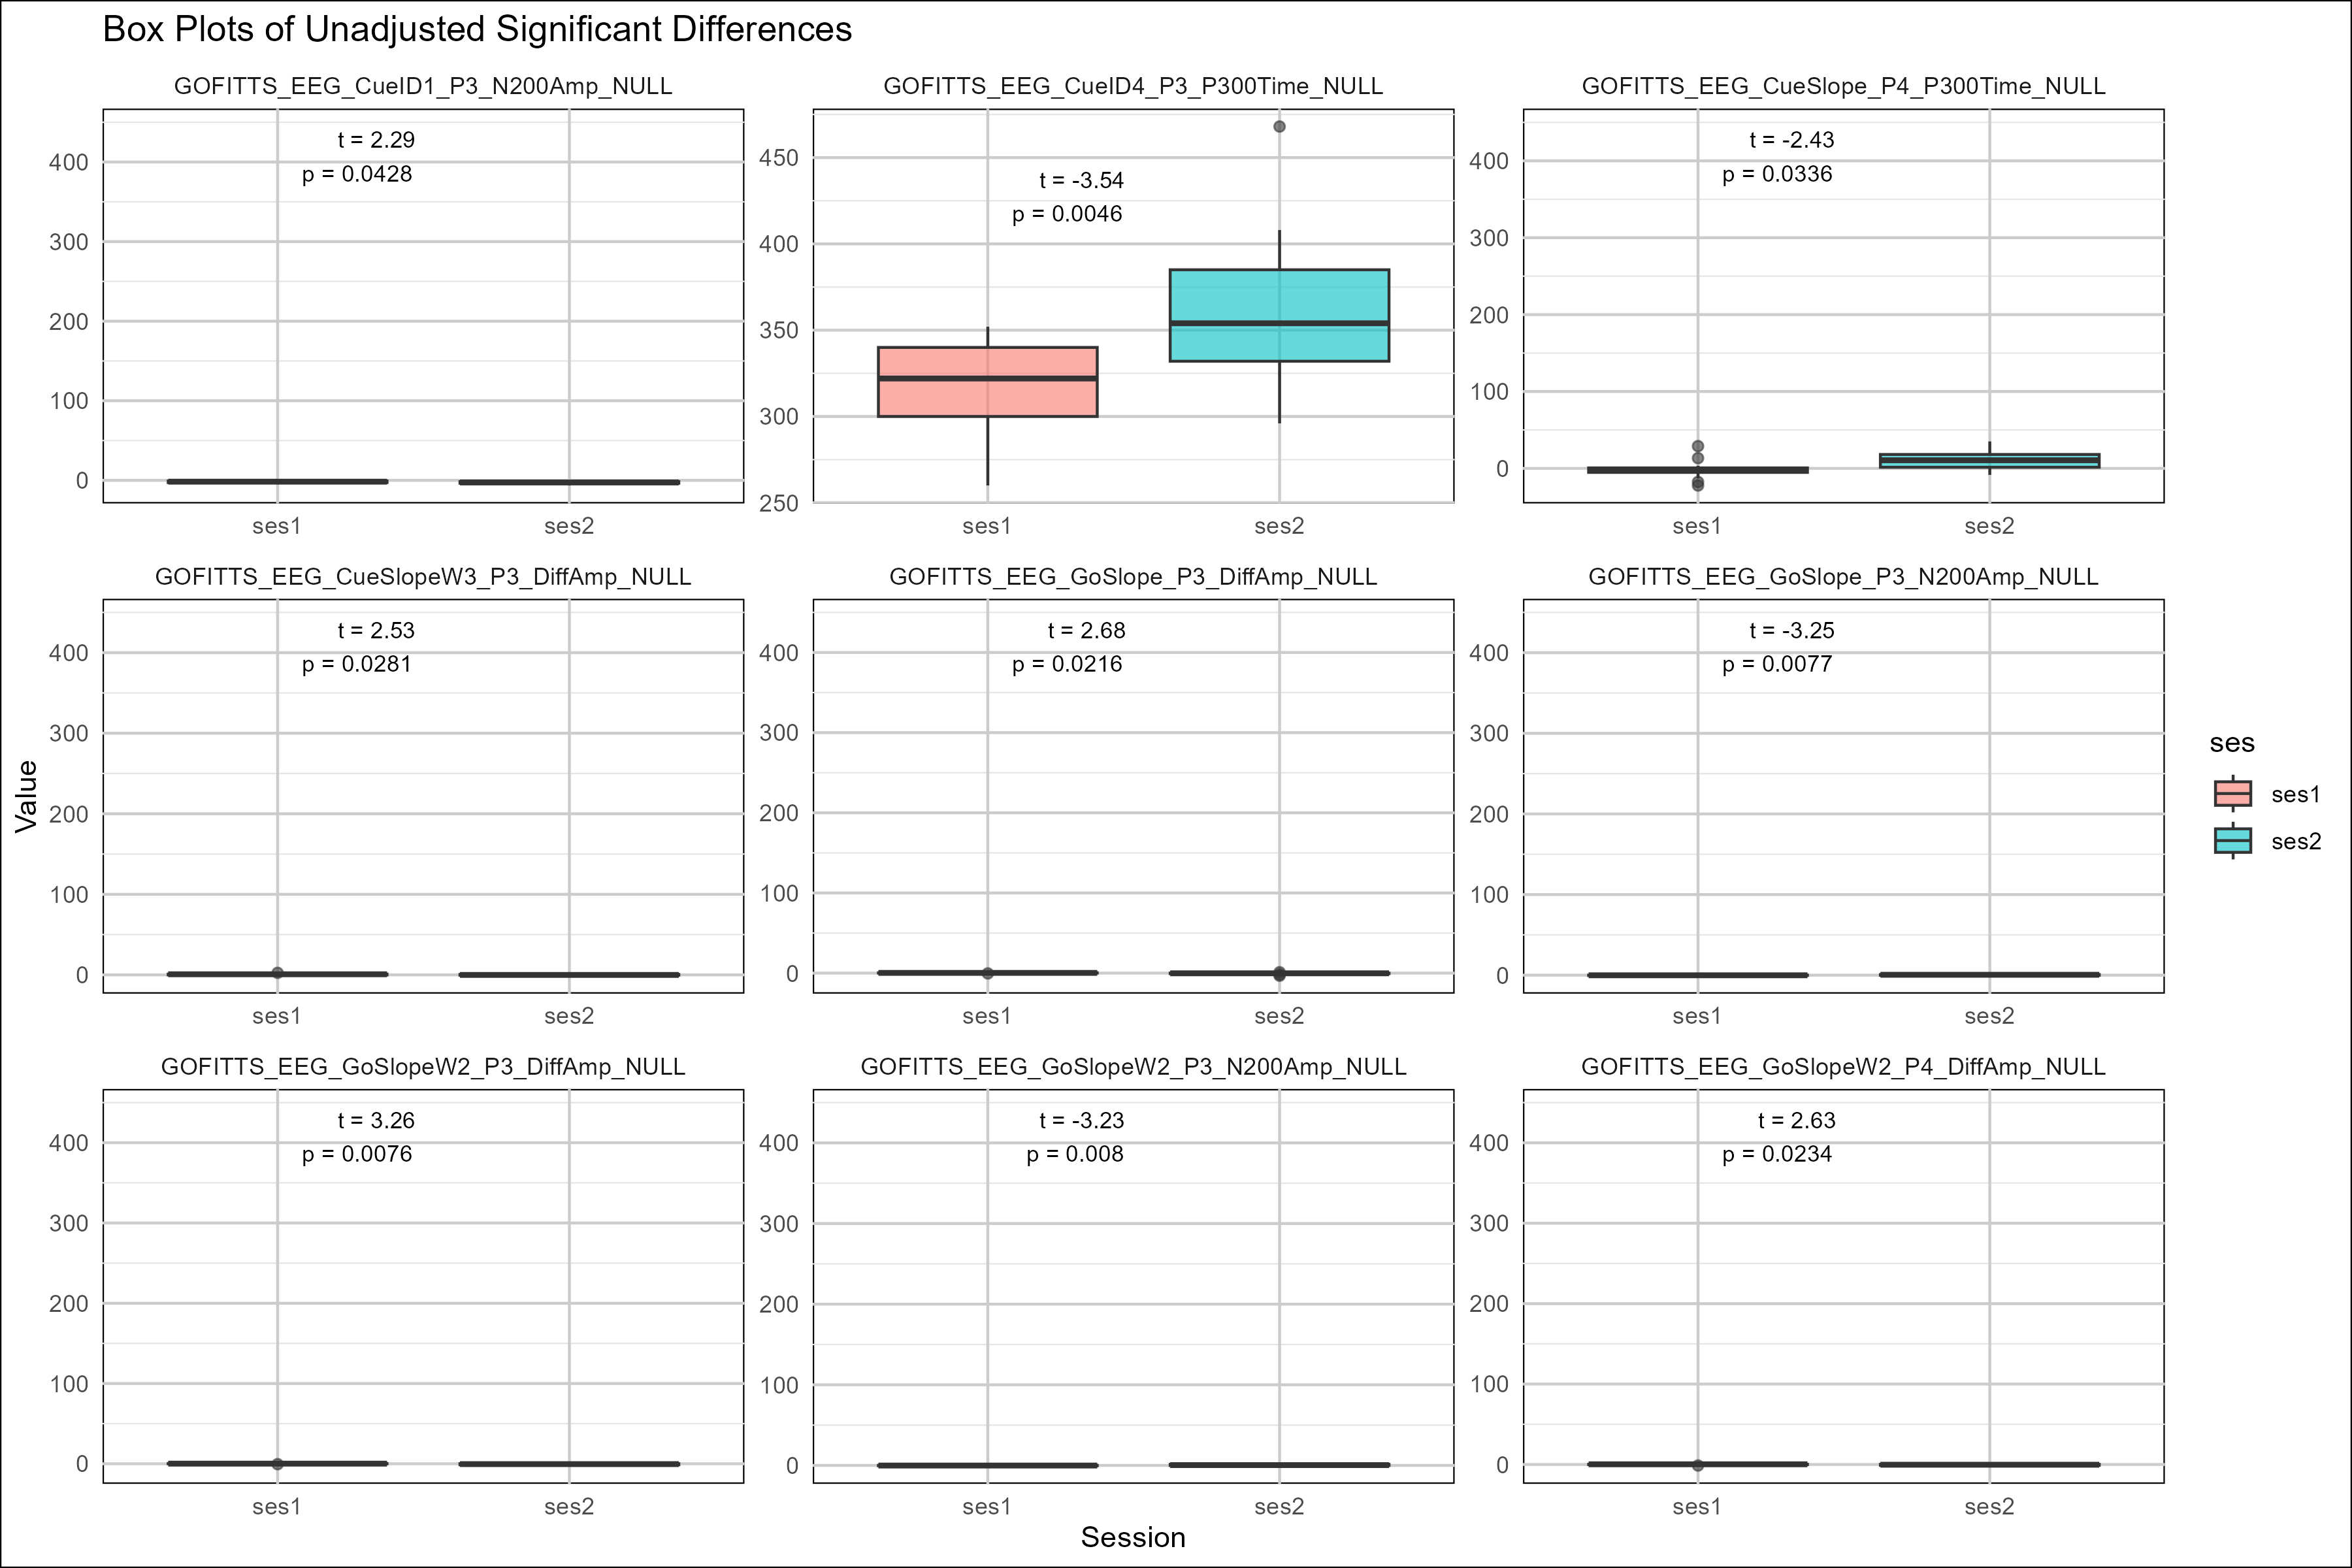 Box Plots of Unadjusted Significant Differences
GOFITTS_EEG_CueID1_P3_N200Amp_NULL
t = 2.29
p = 0.0428
400
300
200
100
0
ses1 ses2
GOFITTS_EEG_CueID4_P3_P300Time_NULL
t = -3.54
p = 0.0046
450
400
350
300
250
ses1 ses2
GOFITTS_EEG_CueSlope_P4_P300Time_NULL
t = -2.43
p = 0.0336
400
300
200
100
0
ses1 ses2
GOFITTS_EEG_CueSlopeW3_P3_DiffAmp_NULL
t = 2.53
p = 0.0281
400
300
200
100
0
ses1 ses2
GOFITTS_EEG_GoSlope_P3_DiffAmp_NULL
t = 2.68
p = 0.0216
400
300
200
100
0
ses1 ses2
GOFITTS_EEG_GoSlope_P3_N200Amp_NULL
t = -3.25
p = 0.0077
400
300
200
100
0
ses1 ses2
GOFITTS_EEG_GoSlopeW2_P3_DiffAmp_NULL
t = 3.26
p = 0.0076
400
300
200
100
0
ses1 ses2
GOFITTS_EEG_GoSlopeW2_P3_N200Amp_NULL
t = -3.23
p = 0.008
400
300
200
100
0
ses1 ses2
GOFITTS_EEG_GoSlopeW2_P4_DiffAmp_NULL
t = 2.63
p = 0.0234
400
300
200
100
0
ses1 ses2
Value
Session
ses
ses1
ses2